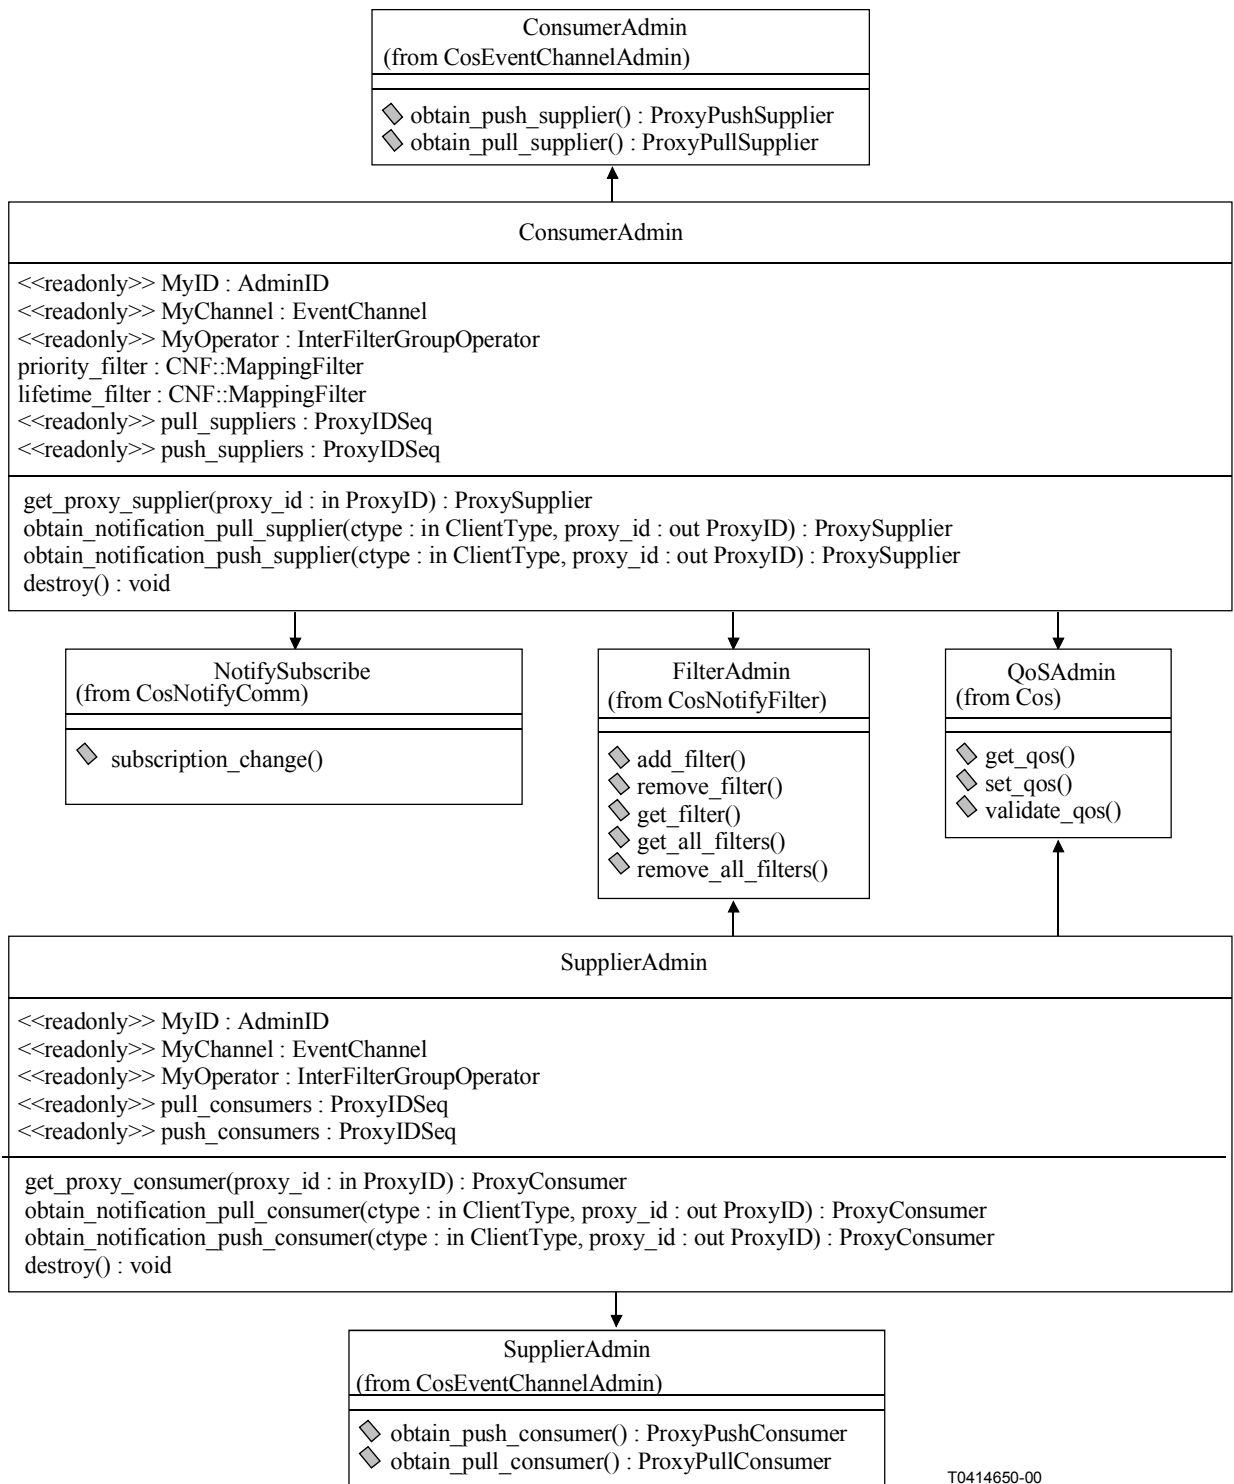 ConsumerAdmin
(from CosEventChannelAdmin)
obtain_push_supplier() : ProxyPushSupplier
obtain_pull_supplier() : ProxyPullSupplier
ConsumerAdmin
<<readonly>> MyID : AdminID
<<readonly>> MyChannel : EventChannel
<<readonly>> MyOperator : InterFilterGroupOperator
priority_filter : CNF::MappingFilter
lifetime_filter : CNF::MappingFilter
<<readonly>> pull_suppliers : ProxyIDSeq
<<readonly>> push_suppliers : ProxyIDSeq
get_proxy_supplier(proxy_id : in ProxyID) : ProxySupplier
obtain_notification_pull_supplier(ctype : in ClientType, proxy_id : out ProxyID) : ProxySupplier
obtain_notification_push_supplier(ctype : in ClientType, proxy_id : out ProxyID) : ProxySupplier
destroy() : void
NotifySubscribe
(from CosNotifyComm)
subscription_change()
FilterAdmin
(from CosNotifyFilter)
add_filter()
remove_filter()
get_filter()
get_all_filters()
remove_all_filters()
QoSAdmin
(from Cos)
get_qos()
set_qos()
validate_qos()
SupplierAdmin
<<readonly>> MyID : AdminID
<<readonly>> MyChannel : EventChannel
<<readonly>> MyOperator : InterFilterGroupOperator
<<readonly>> pull_consumers : ProxyIDSeq
<<readonly>> push_consumers : ProxyIDSeq
get_proxy_consumer(proxy_id : in ProxyID) : ProxyConsumer
obtain_notification_pull_consumer(ctype : in ClientType, proxy_id : out ProxyID) : ProxyConsumer
obtain_notification_push_consumer(ctype : in ClientType, proxy_id : out ProxyID) : ProxyConsumer
destroy() : void
SupplierAdmin
(from CosEventChannelAdmin)
obtain_push_consumer() : ProxyPushConsumer
obtain_pull_consumer() : ProxyPullConsumer
T0414650-00